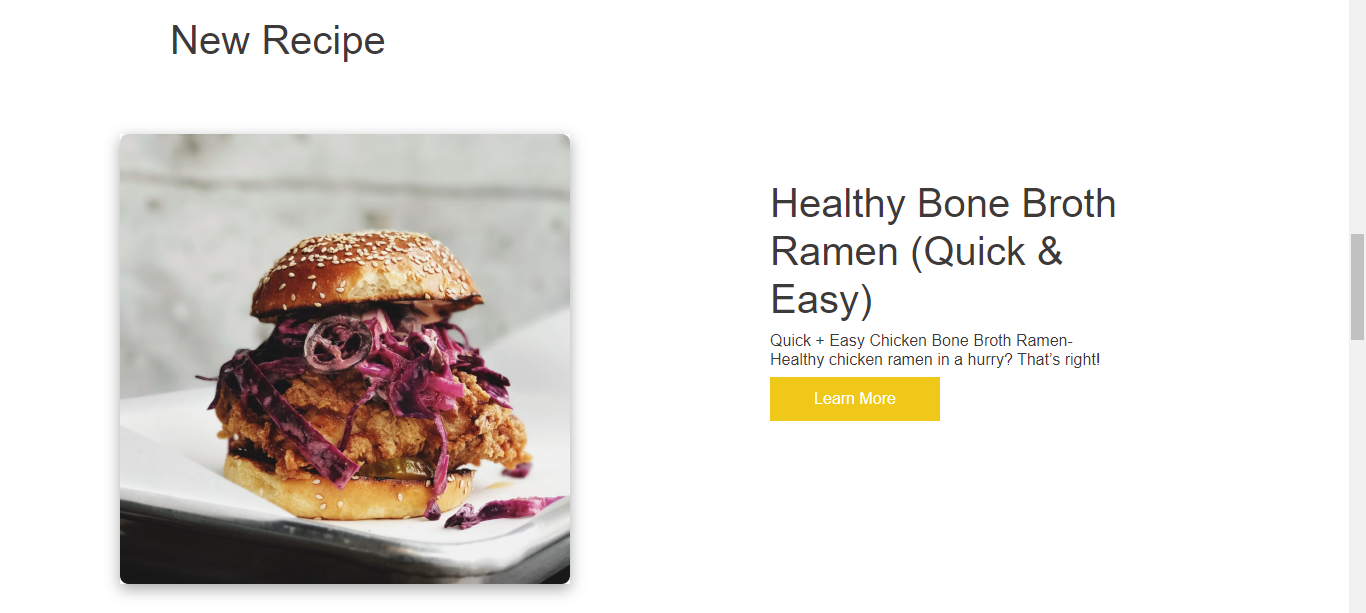 New Recipe
Healthy Bone Broth
Ramen (Quick &
Easy)
Quick + Easy Chicken Bone Broth Ramen-
Healthy chicken ramen in a hurry? That’s right!
Learn More